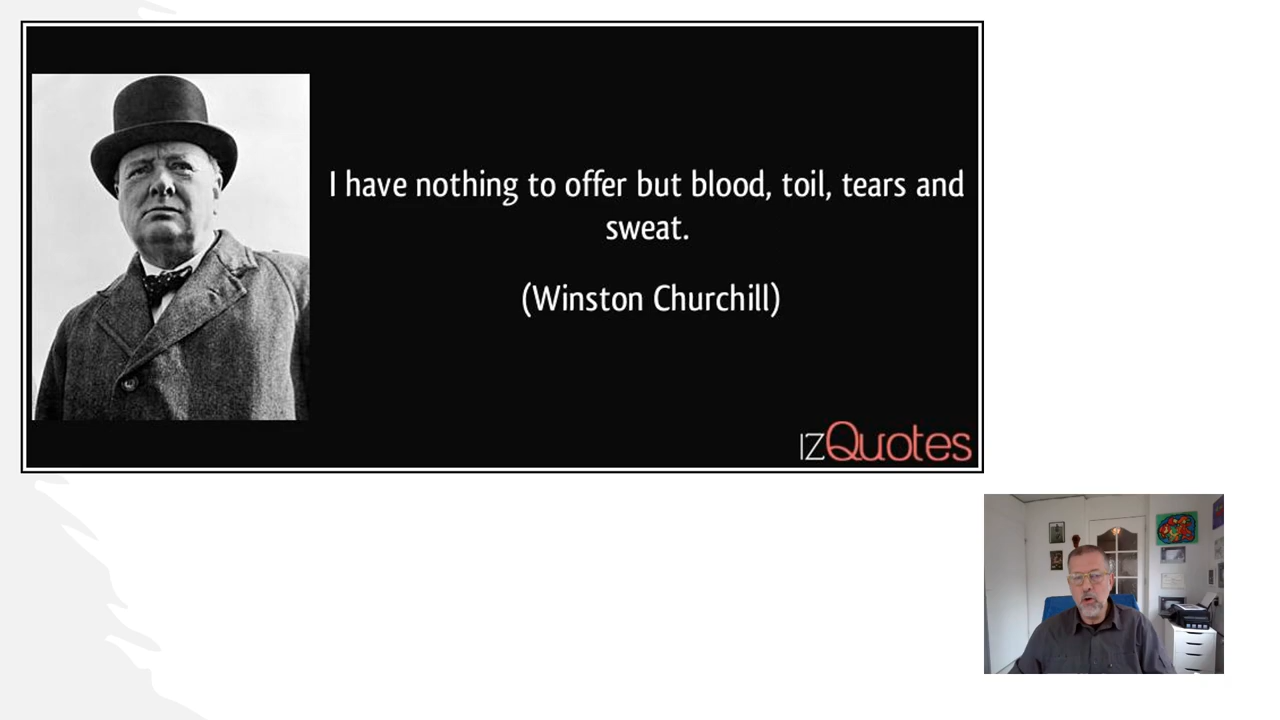 I have nothing to offer but blood, toil, tears and
sweat.
(Winston Churchill)
IZQuotes